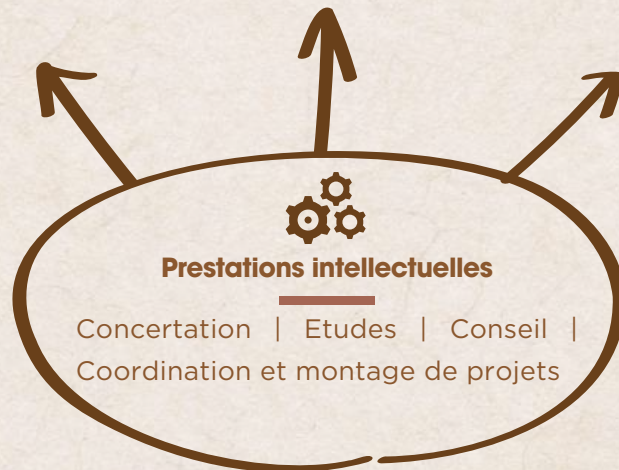 Prestations intellectuelles
Concertation | Etudes | Conseil |
Coordination et montage de projets